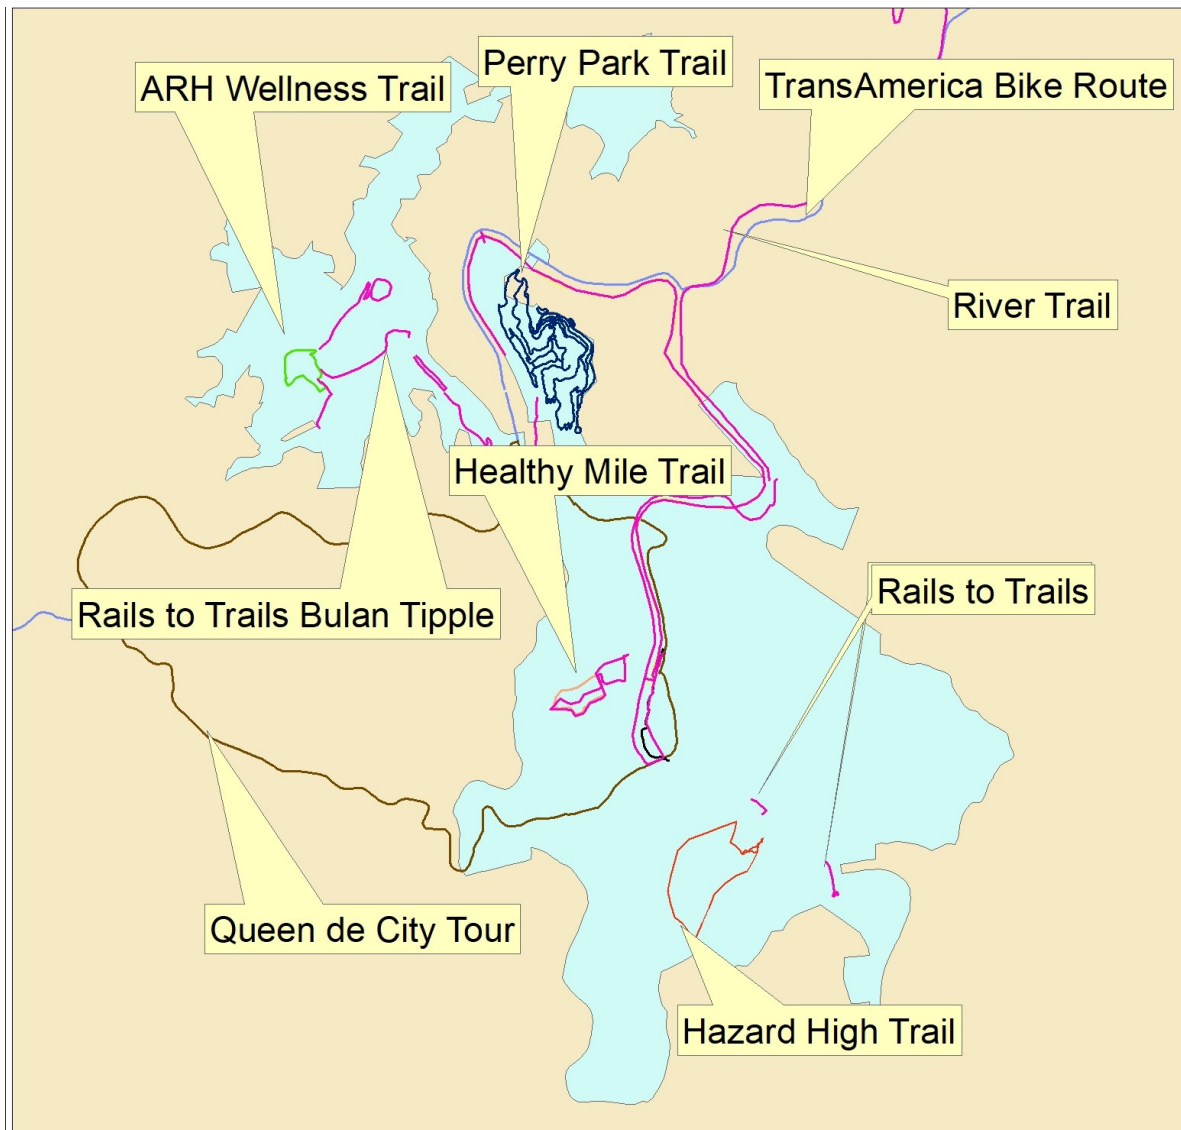 Perry Park Trail
ARH Wellness Trail
TransAmerica Bike Route
River Trail
Healthy Mile Trail
Rails to Trails
Rails to Trails Bulan Tipple
Queen de City Tour
Hazard High Trail